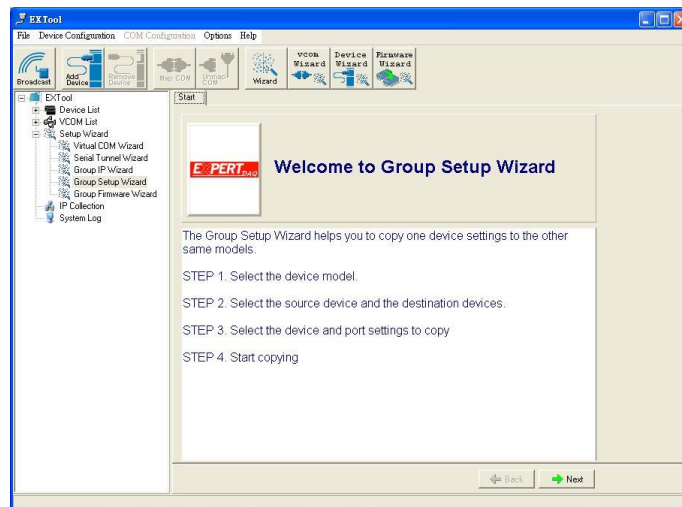 EXTool
File Device Configuration COM Configuration Options Help
Broadcast
Add Device
Remove Device
Map COM
Unmap COM
Wizard
vcom Wizard
Device Wizard
Firmware Wizard
EXTool
Device List
VCOM List
Setup Wizard
Virtual COM Wizard
Serial Tunnel Wizard
Group IP Wizard
Group Setup Wizard
Group Firmware Wizard
IP Collection
System Log
Start
EXPERT DAQ
Welcome to Group Setup Wizard
The Group Setup Wizard helps you to copy one device settings to the other
same models.
STEP 1. Select the device model.
STEP 2. Select the source device and the destination devices.
STEP 3. Select the device and port settings to copy
STEP 4. Start copying
Back
Next